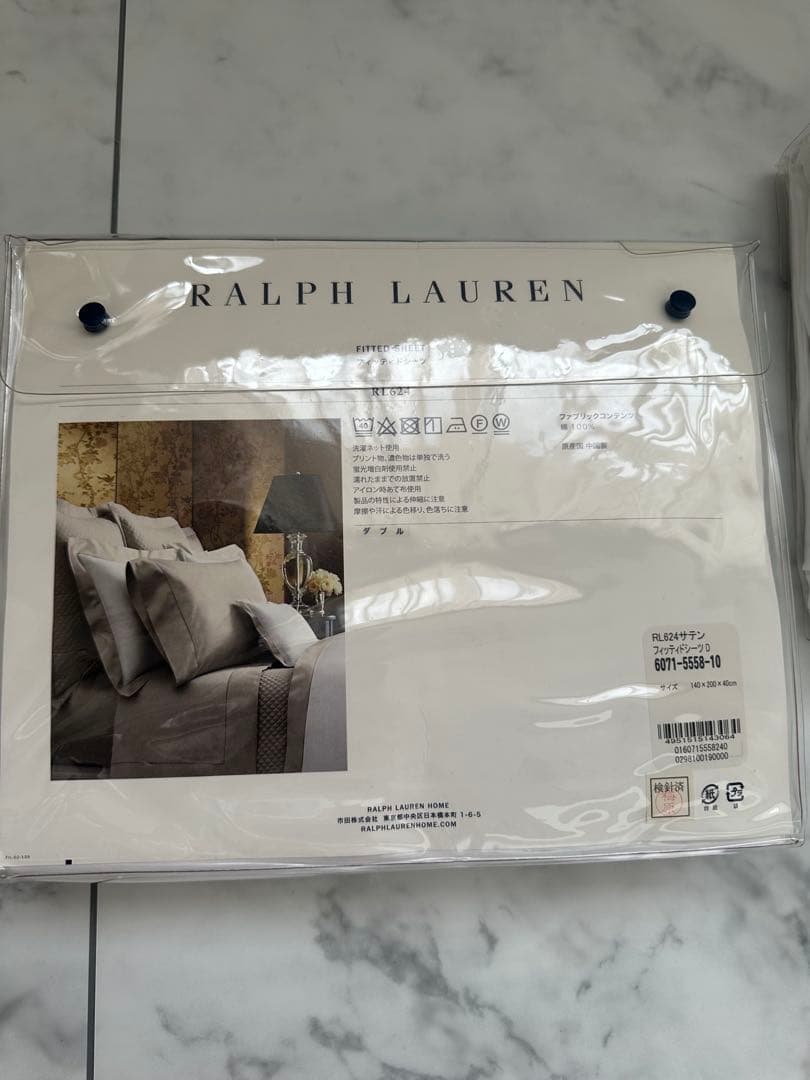 RALPH LAUREN
FITTED SHEET
フィッティドシーツ
RL624
40 F W
洗濯ネット使用
プリント物、濃色物は単独で洗う
蛍光増白剤使用禁止
濡れたままでの放置禁止
アイロン時あて布使用
製品の特性による伸縮に注意
摩擦や汗による色移り、色落ちに注意
ファブリックコンテンツ
綿 100%
原産国 中国製
ダブル
RL624サテン
フィッティドシーツ D
6071-5558-10
サイズ 140×200×40cm
4951515143064
0160715558240
0298100190000
検針済
紙
プラ
RALPH LAUREN HOME
市田株式会社 東京都中央区日本橋本町 1-6-5
RALPHLAURENHOME.COM